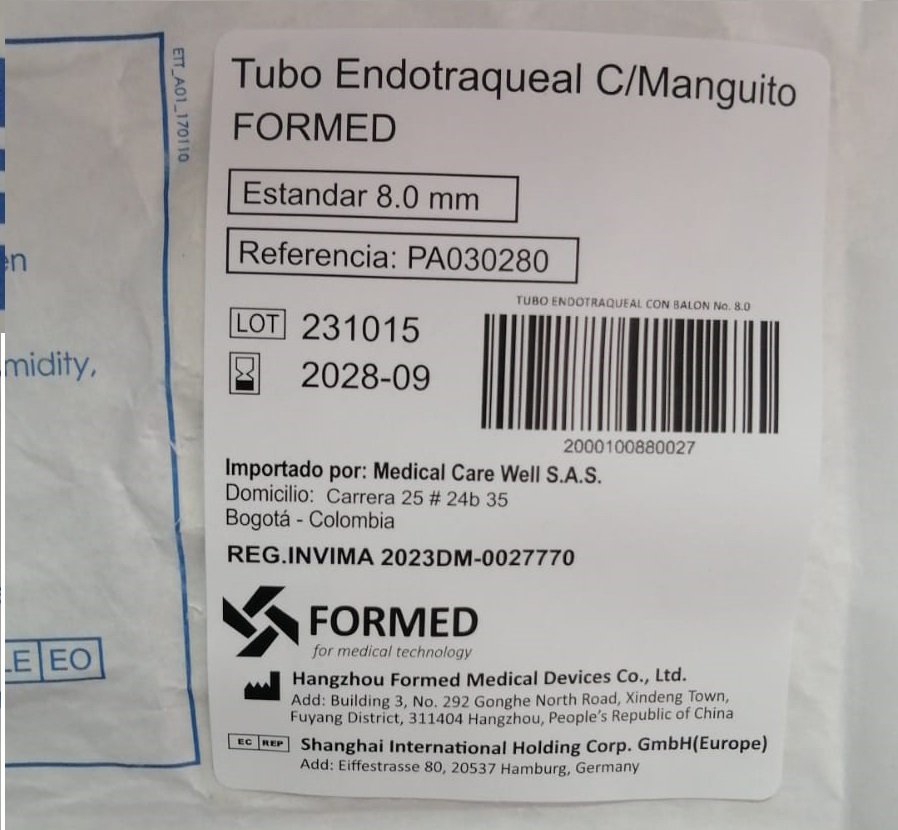 ETT_A01_170110
en
midity,
LE EO
Tubo Endotraqueal C/Manguito
FORMED
Estandar 8.0 mm
Referencia: PA030280
LOT 231015
2028-09
TUBO ENDOTRAQUEAL CON BALON No. 8.0
2000100880027
Importado por: Medical Care Well S.A.S.
Domicilio: Carrera 25 # 24b 35
Bogotá - Colombia
REG.INVIMA 2023DM-0027770
FORMED
for medical technology
Hangzhou Formed Medical Devices Co., Ltd.
Add: Building 3, No. 292 Gonghe North Road, Xindeng Town,
Fuyang District, 311404 Hangzhou, People's Republic of China
EC REP Shanghai International Holding Corp. GmbH(Europe)
Add: Eiffestrasse 80, 20537 Hamburg, Germany